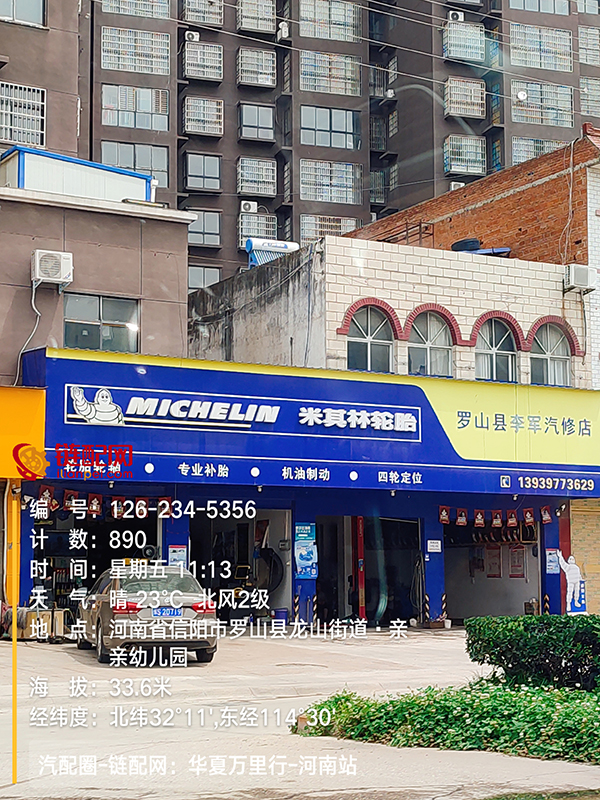 MICHELIN 米其林轮胎
罗山县李军汽修店
链配网
轮胎轮辋 • 专业补胎 • 机油制动 • 四轮定位
13939773629
编 号: 126-234-5356
计 数: 890
时 间: 星期五 11:13
天 气: 晴 23℃ 北风2级
地 点: 河南省信阳市罗山县龙山街道·亲
亲幼儿园
海 拔: 33.6米
经纬度: 北纬32°11',东经114°30'
汽配圈-链配网: 华夏万里行-河南站